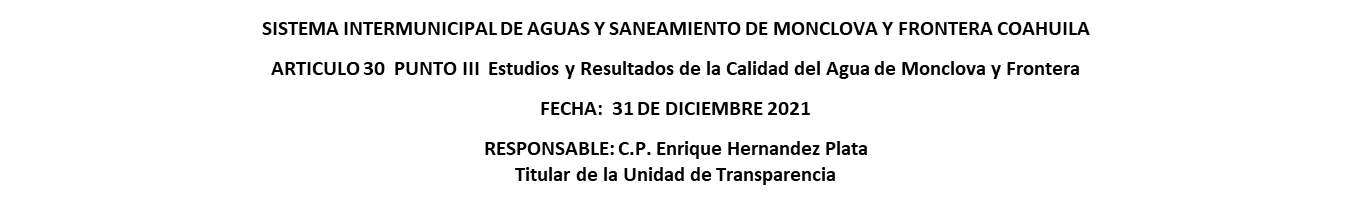 SISTEMA INTERMUNICIPAL DE AGUAS Y SANEAMIENTO DE MONCLOVA Y FRONTERA COAHUILA
ARTICULO 30 PUNTO III Estudios y Resultados de la Calidad del Agua de Monclova y Frontera
FECHA: 31 DE DICIEMBRE 2021
RESPONSABLE: C.P. Enrique Hernandez Plata
Titular de la Unidad de Transparencia